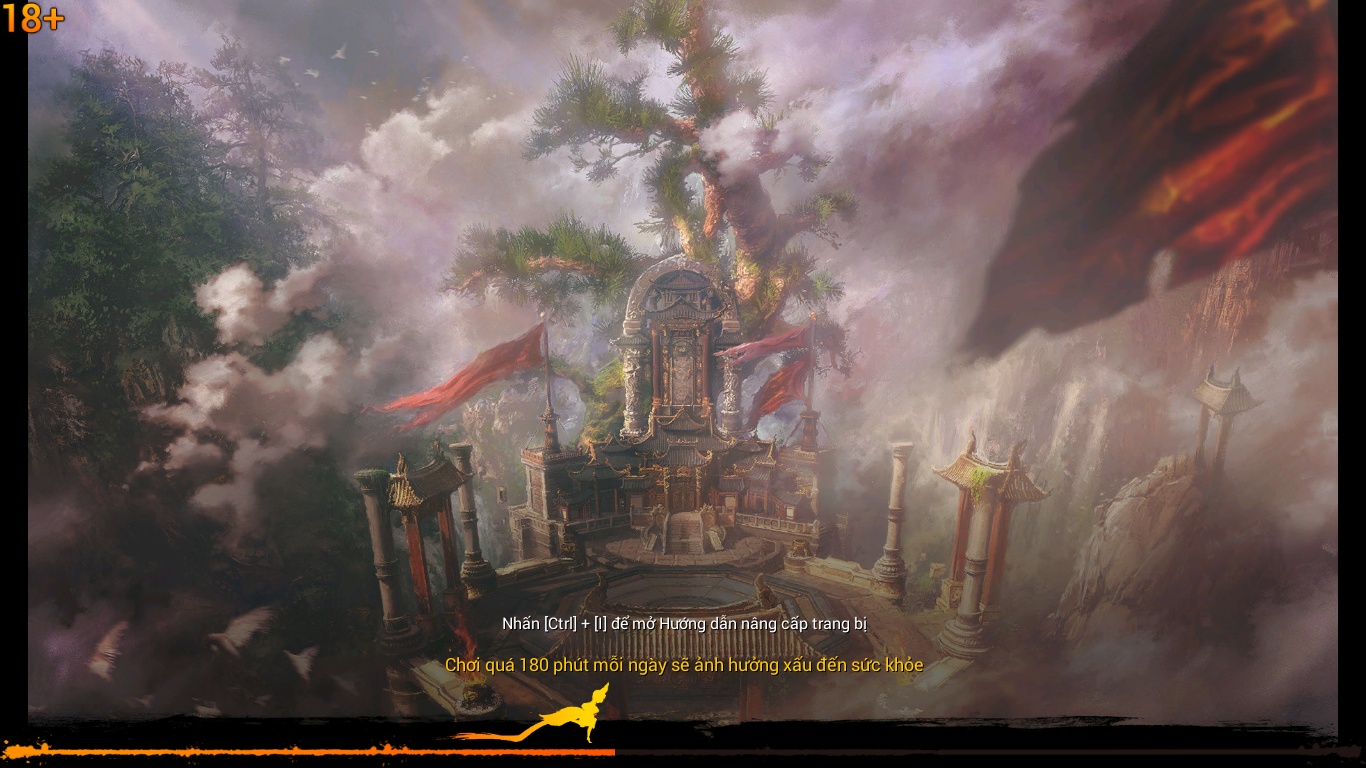 18+
Nhấn [Ctrl] + [I] để mở Hướng dẫn nâng cấp trang bị
Chơi quá 180 phút mỗi ngày sẽ ảnh hưởng xấu đến sức khỏe